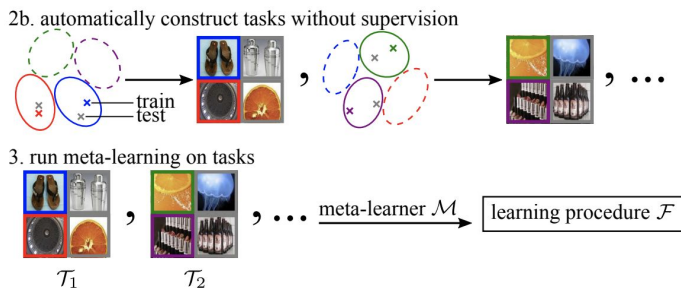 2b. automatically construct tasks without supervision
train
test
, , ...
3. run meta-learning on tasks
, , ... meta-learner ℳ learning procedure ℱ
𝒯₁ 𝒯₂